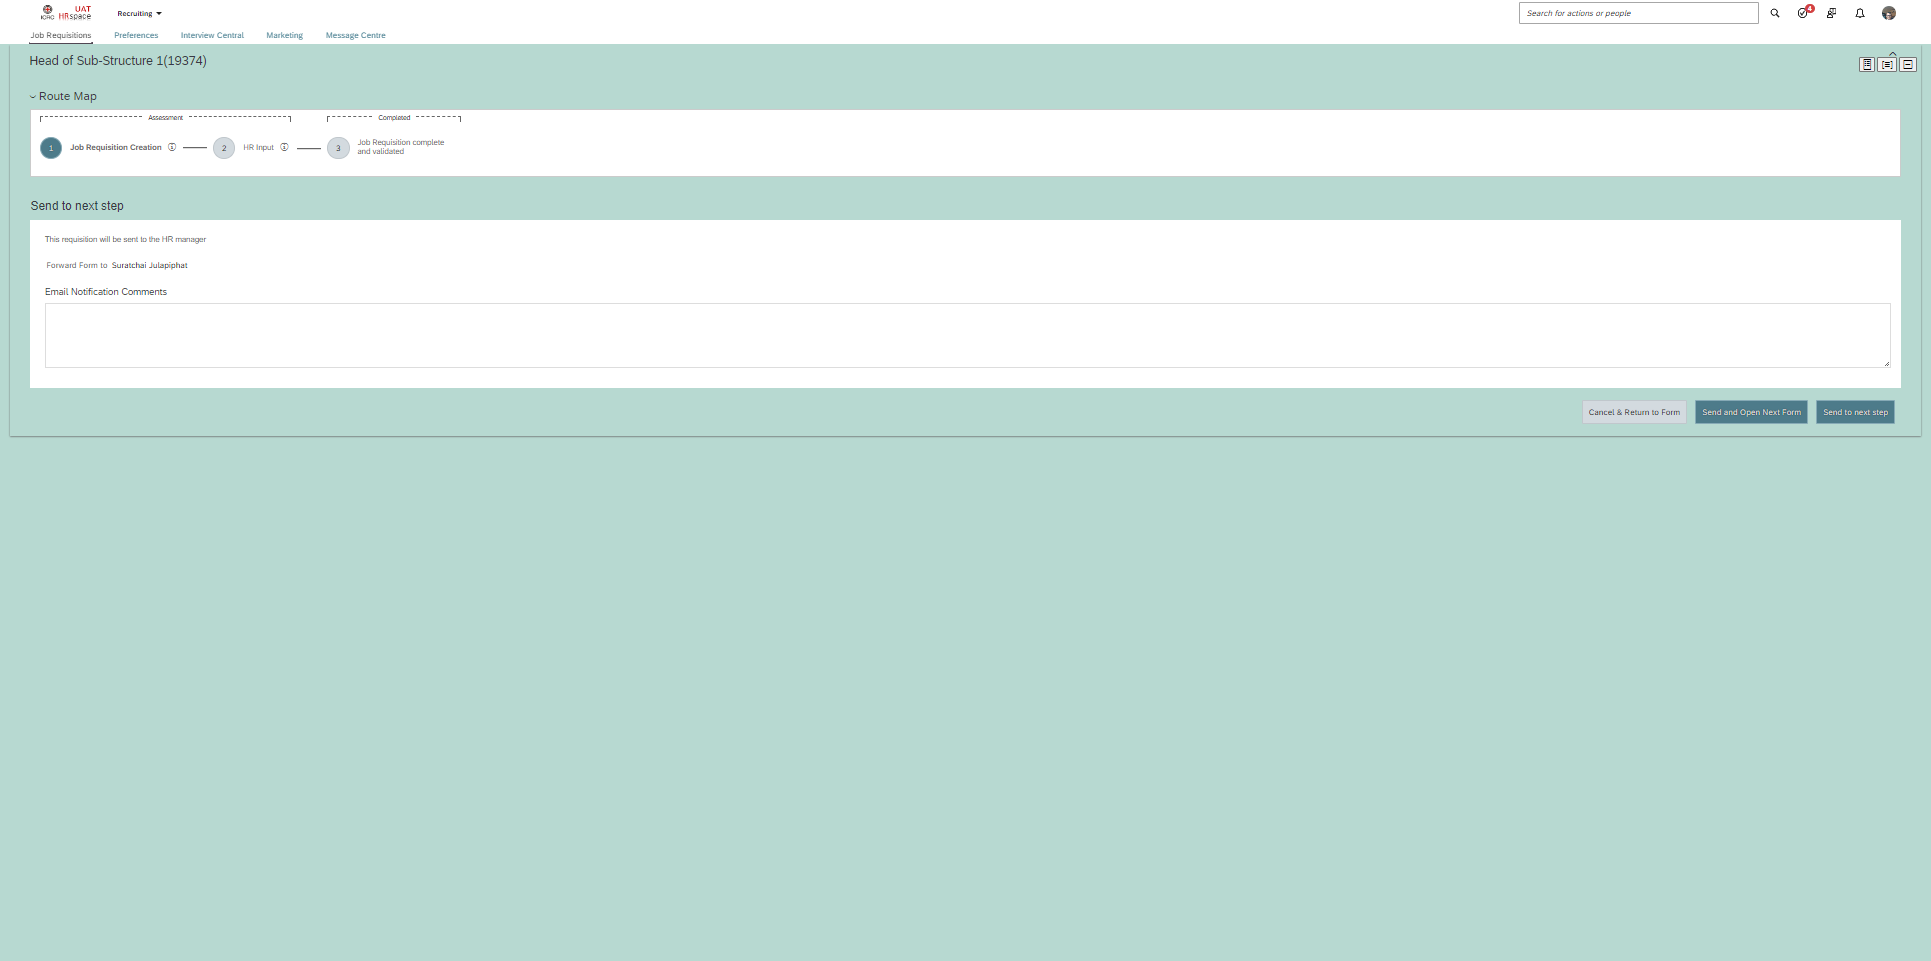 ICRC
UAT
HRspace
Recruiting
Search for actions or people
4
Job Requisitions
Preferences
Interview Central
Marketing
Message Centre
Head of Sub-Structure 1(19374)
Route Map
Assessment
Completed
1
Job Requisition Creation
2
HR Input
3
Job Requisition complete
and validated
Send to next step
This requisition will be sent to the HR manager
Forward Form to Suratchai Julapiphat
Email Notification Comments
Cancel & Return to Form
Send and Open Next Form
Send to next step